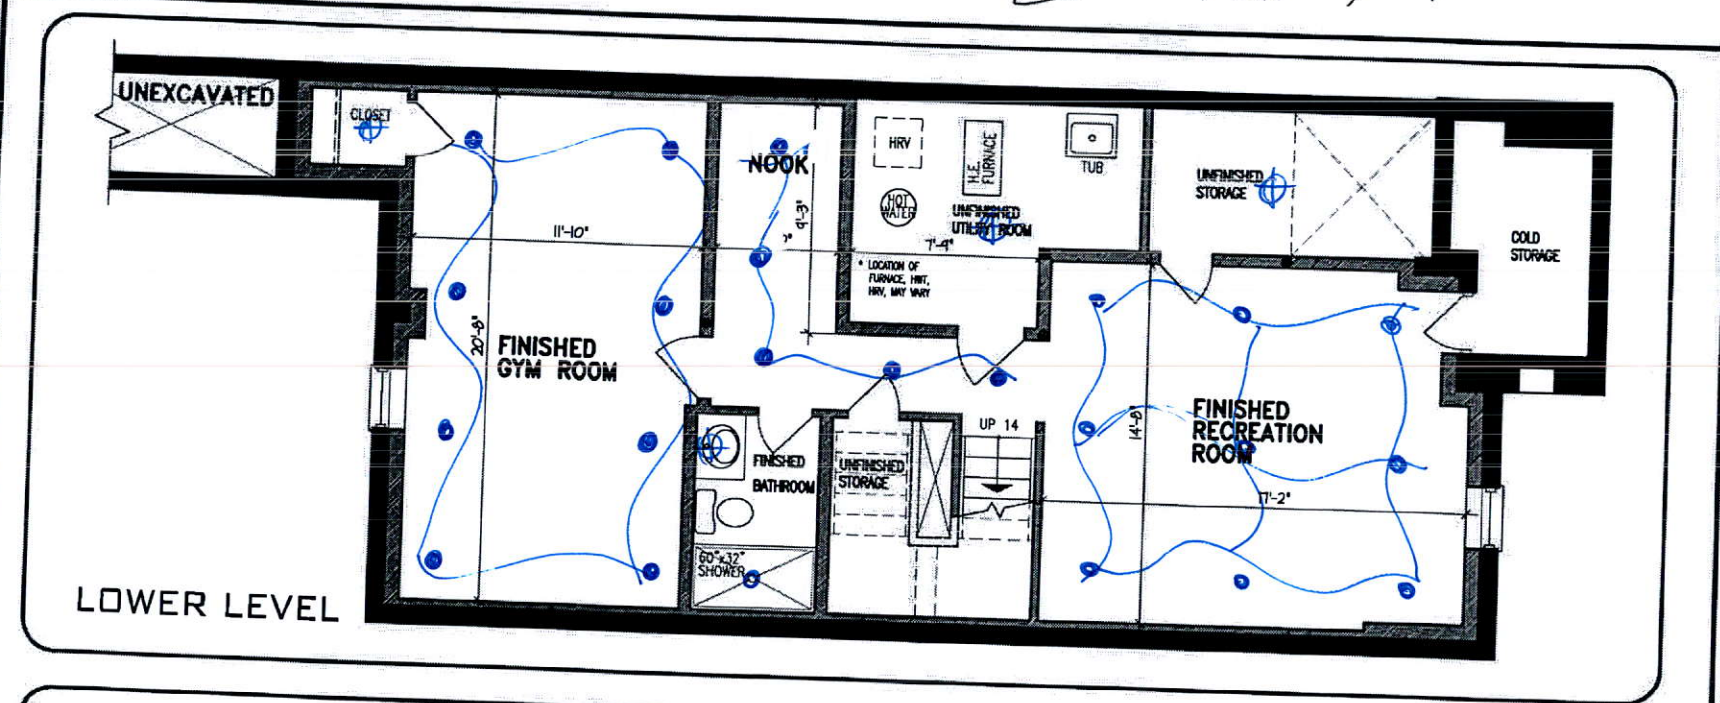 UNEXCAVATED
CLOSET
NOOK
HRV
H.E.
FURNACE
TUB
HOT
WATER
UNFINISHED
UTILITY ROOM
UNFINISHED
STORAGE
COLD
STORAGE
11'-10"
9'-3"
7'-9"
* LOCATION OF
FURNACE, HWT,
HRV, MAY VARY
20'-8"
FINISHED
GYM ROOM
FINISHED
BATHROOM
UNFINISHED
STORAGE
UP 14
14'-8"
FINISHED
RECREATION
ROOM
17'-2"
60"x32"
SHOWER
LOWER LEVEL